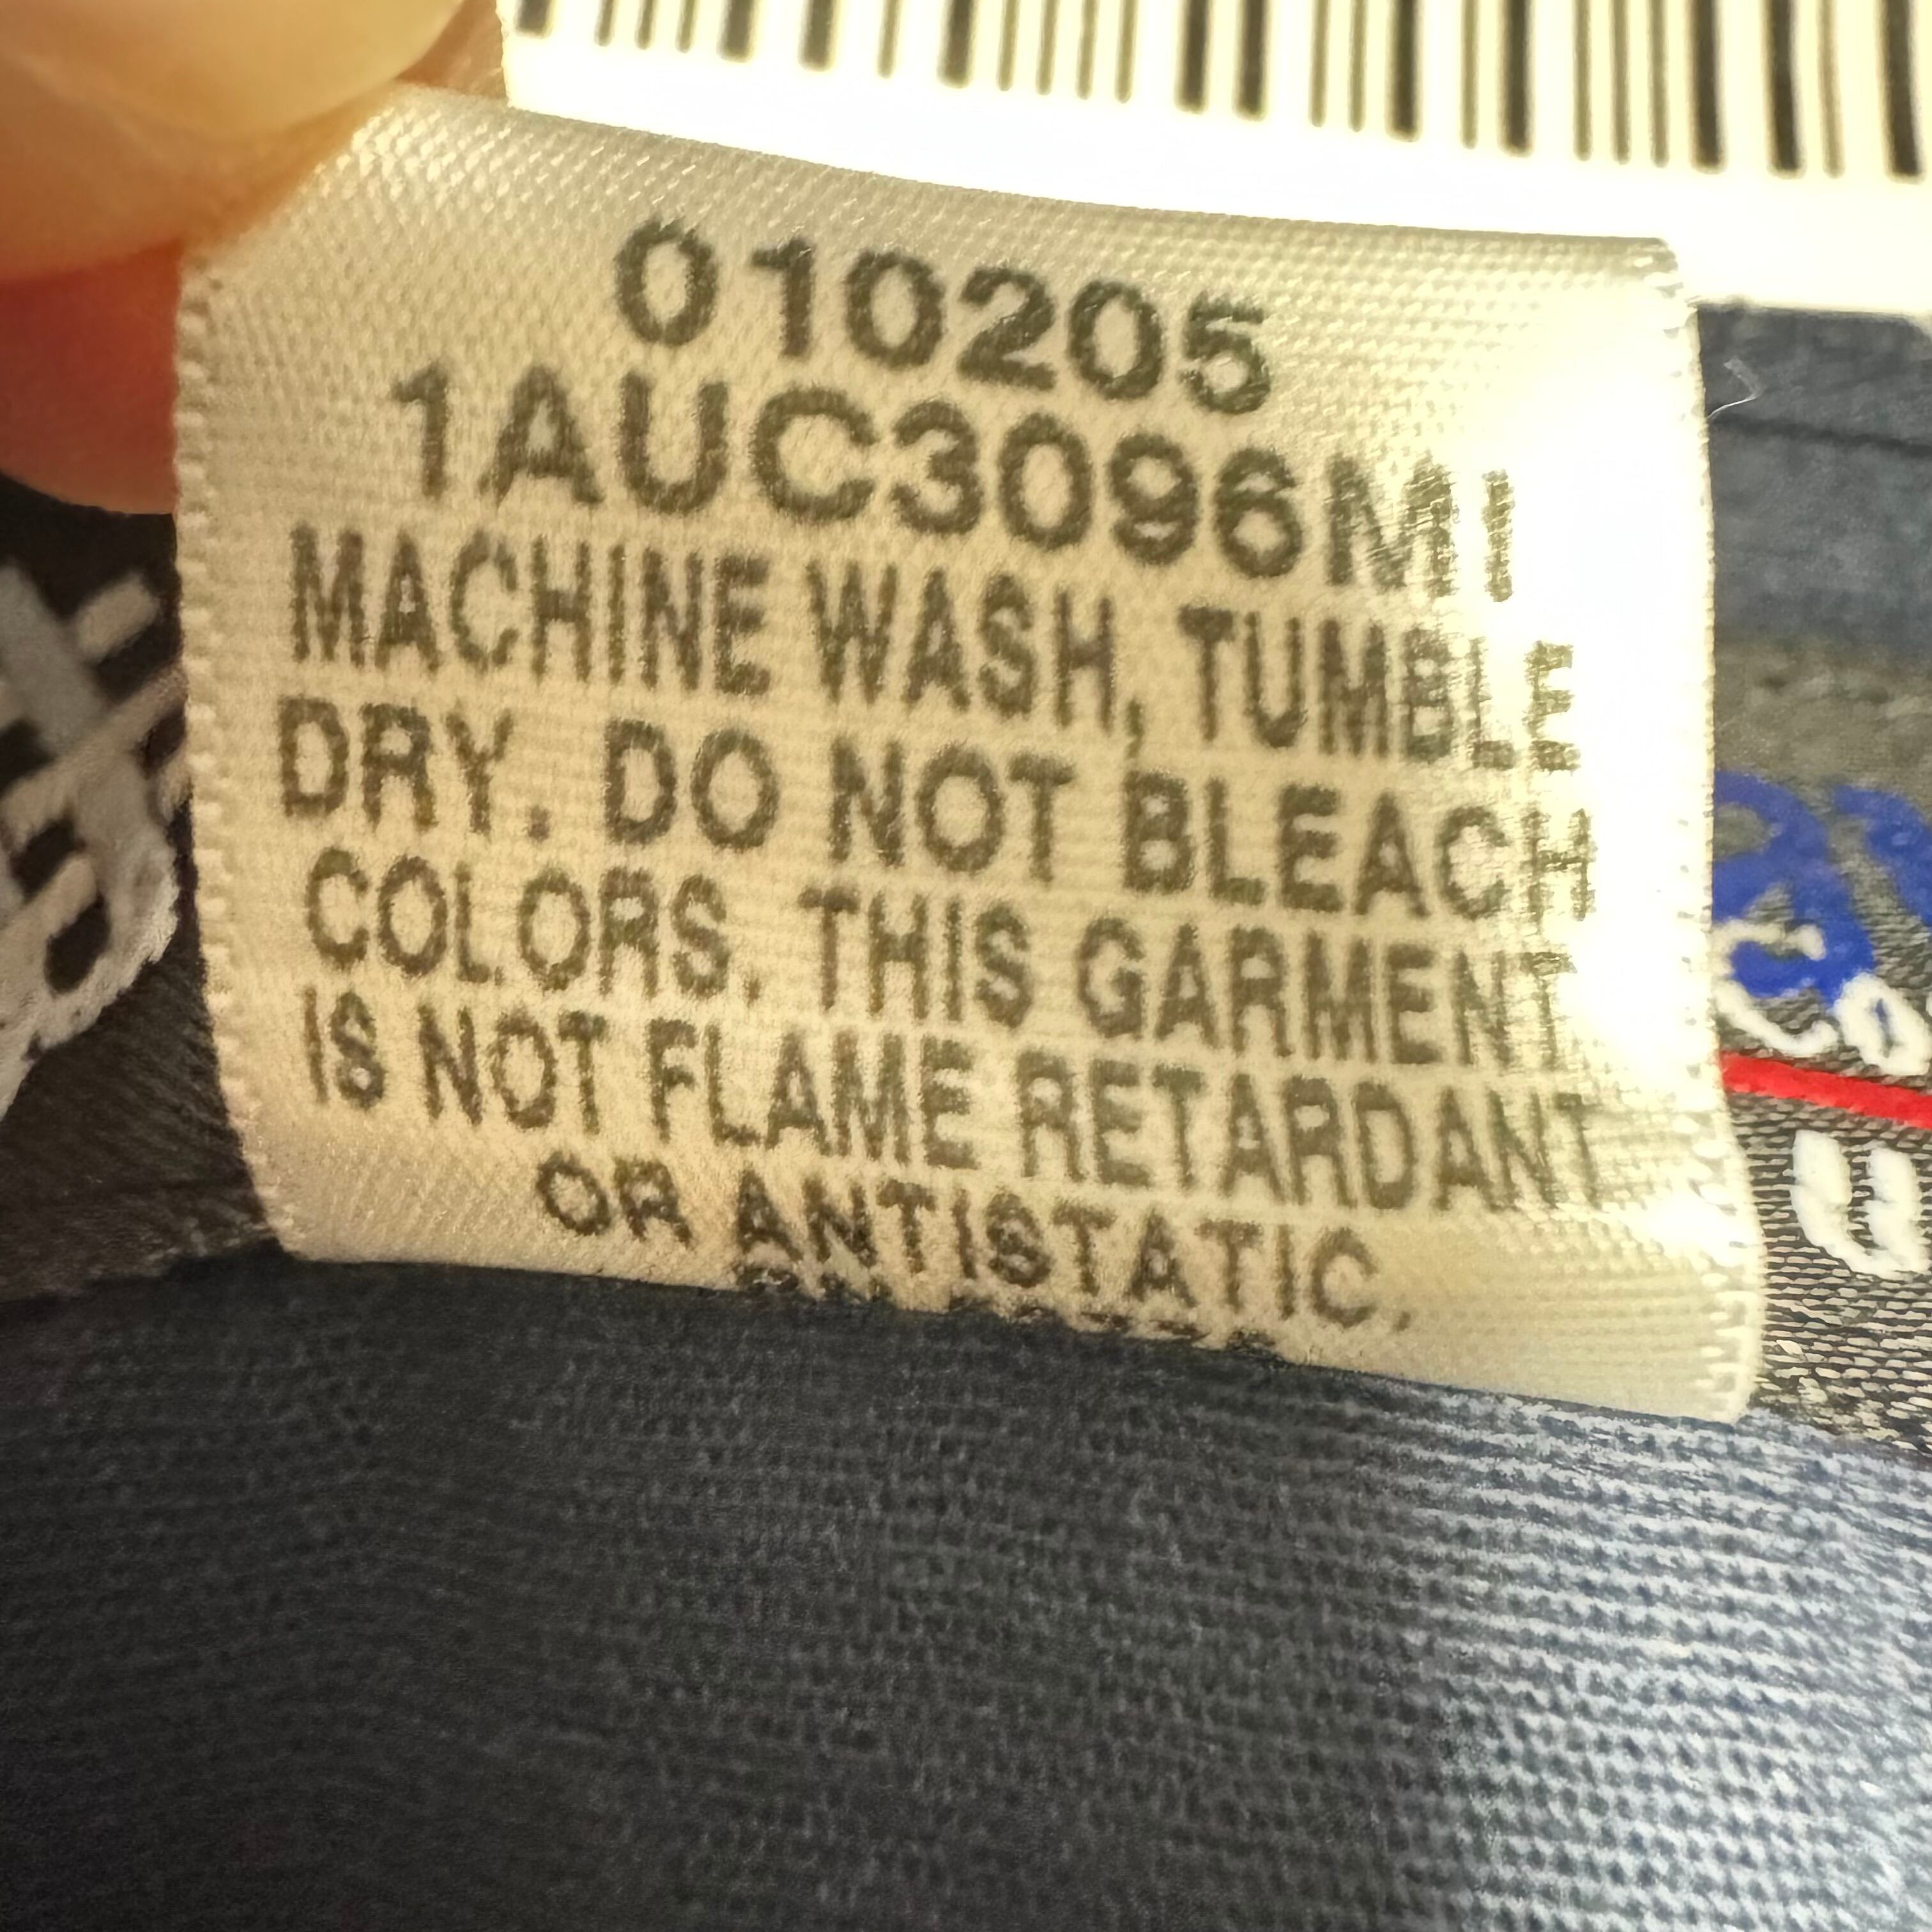 010205
1AUC3096MI
MACHINE WASH, TUMBLE
DRY. DO NOT BLEACH
COLORS. THIS GARMENT
IS NOT FLAME RETARDANT
OR ANTISTATIC.